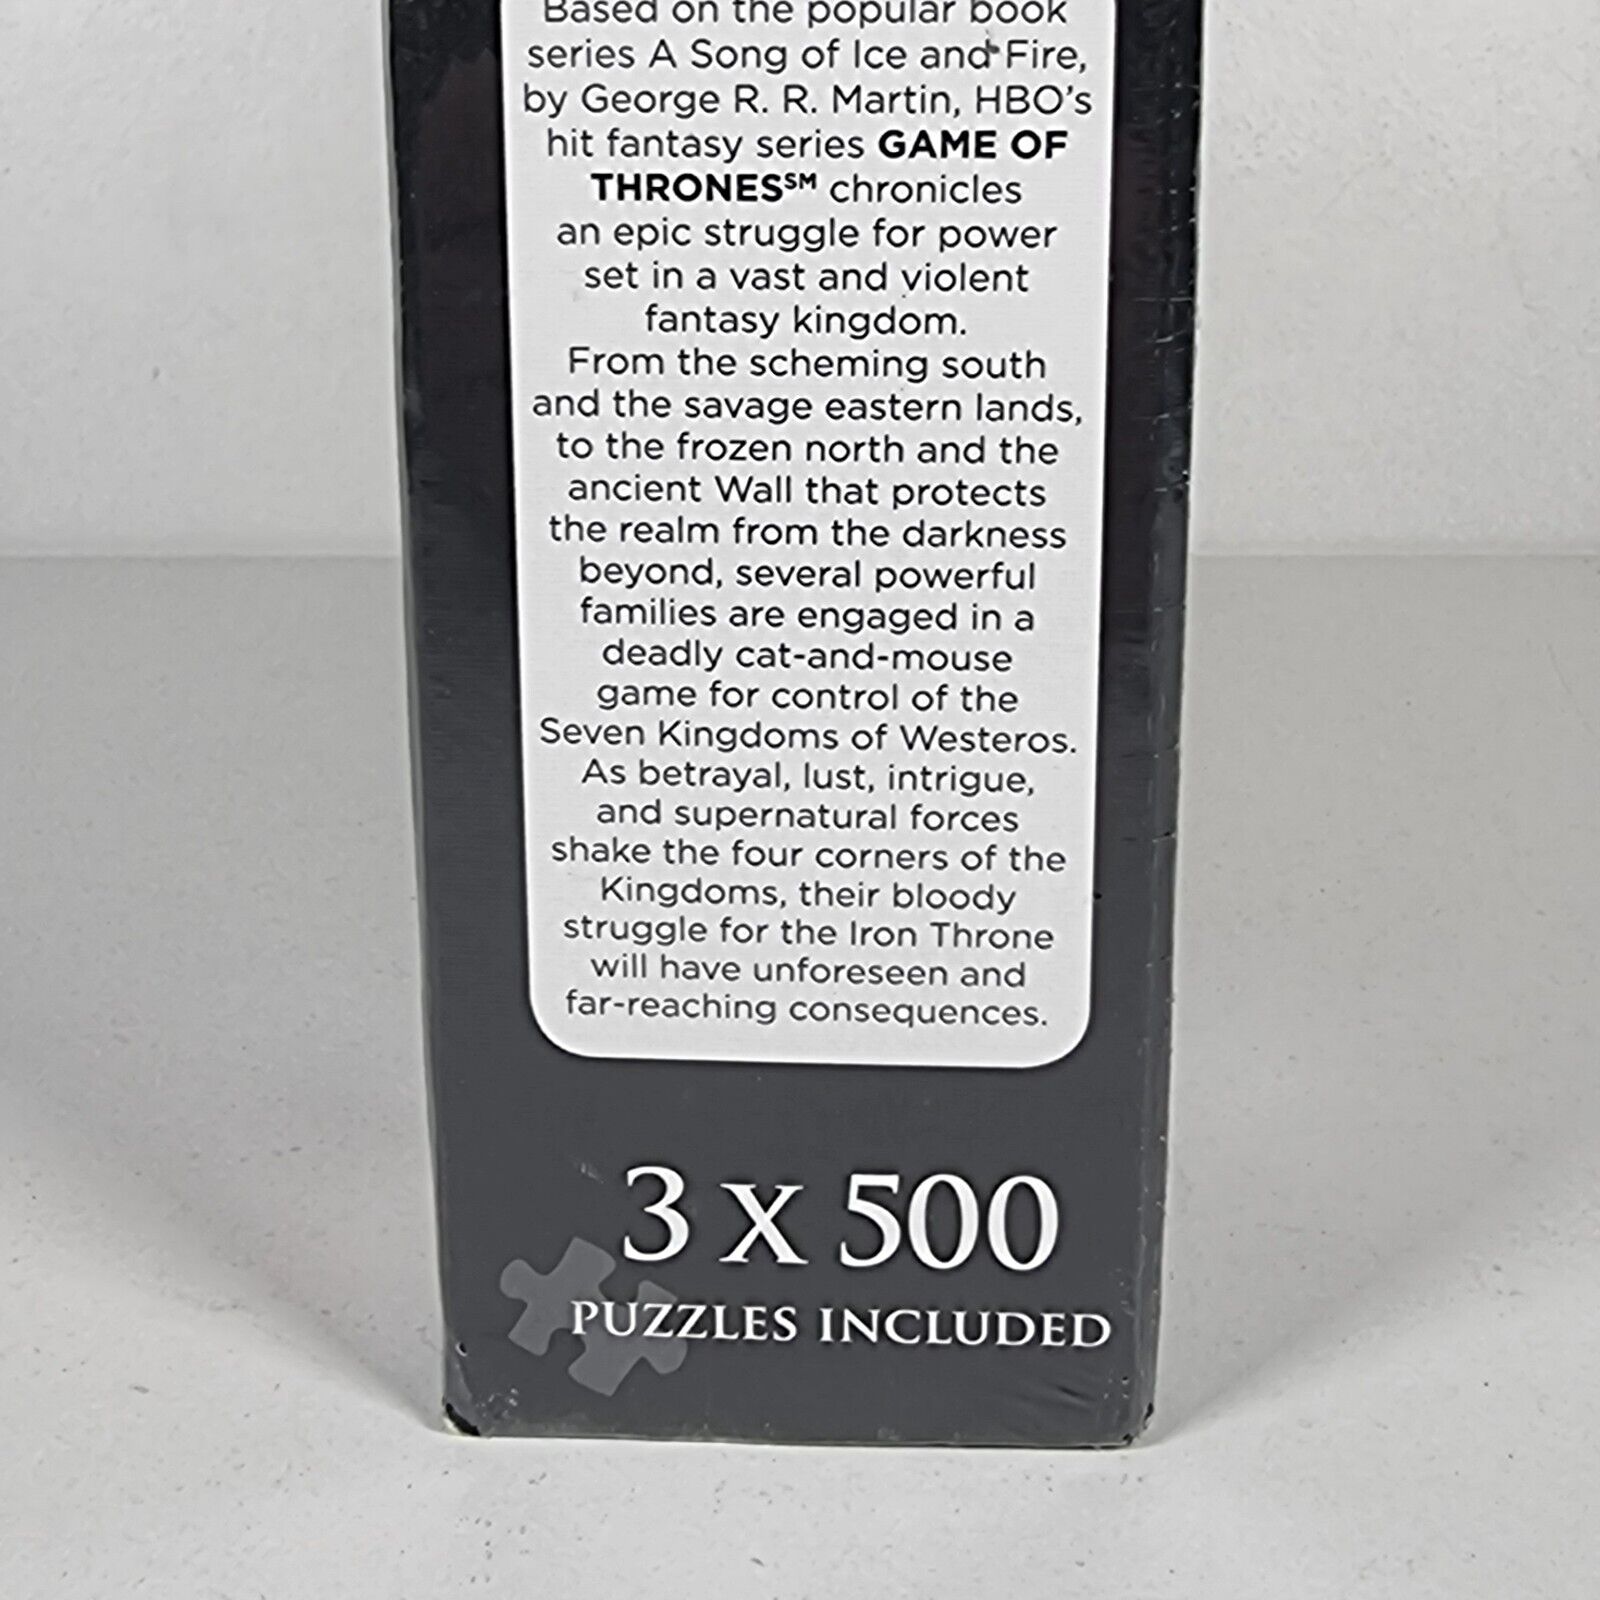 Based on the popular book
series A Song of Ice and Fire,
by George R. R. Martin, HBO's
hit fantasy series GAME OF
THRONES℠ chronicles
an epic struggle for power
set in a vast and violent
fantasy kingdom.
From the scheming south
and the savage eastern lands,
to the frozen north and the
ancient Wall that protects
the realm from the darkness
beyond, several powerful
families are engaged in a
deadly cat-and-mouse
game for control of the
Seven Kingdoms of Westeros.
As betrayal, lust, intrigue,
and supernatural forces
shake the four corners of the
Kingdoms, their bloody
struggle for the Iron Throne
will have unforeseen and
far-reaching consequences.
3 X 500
PUZZLES INCLUDED